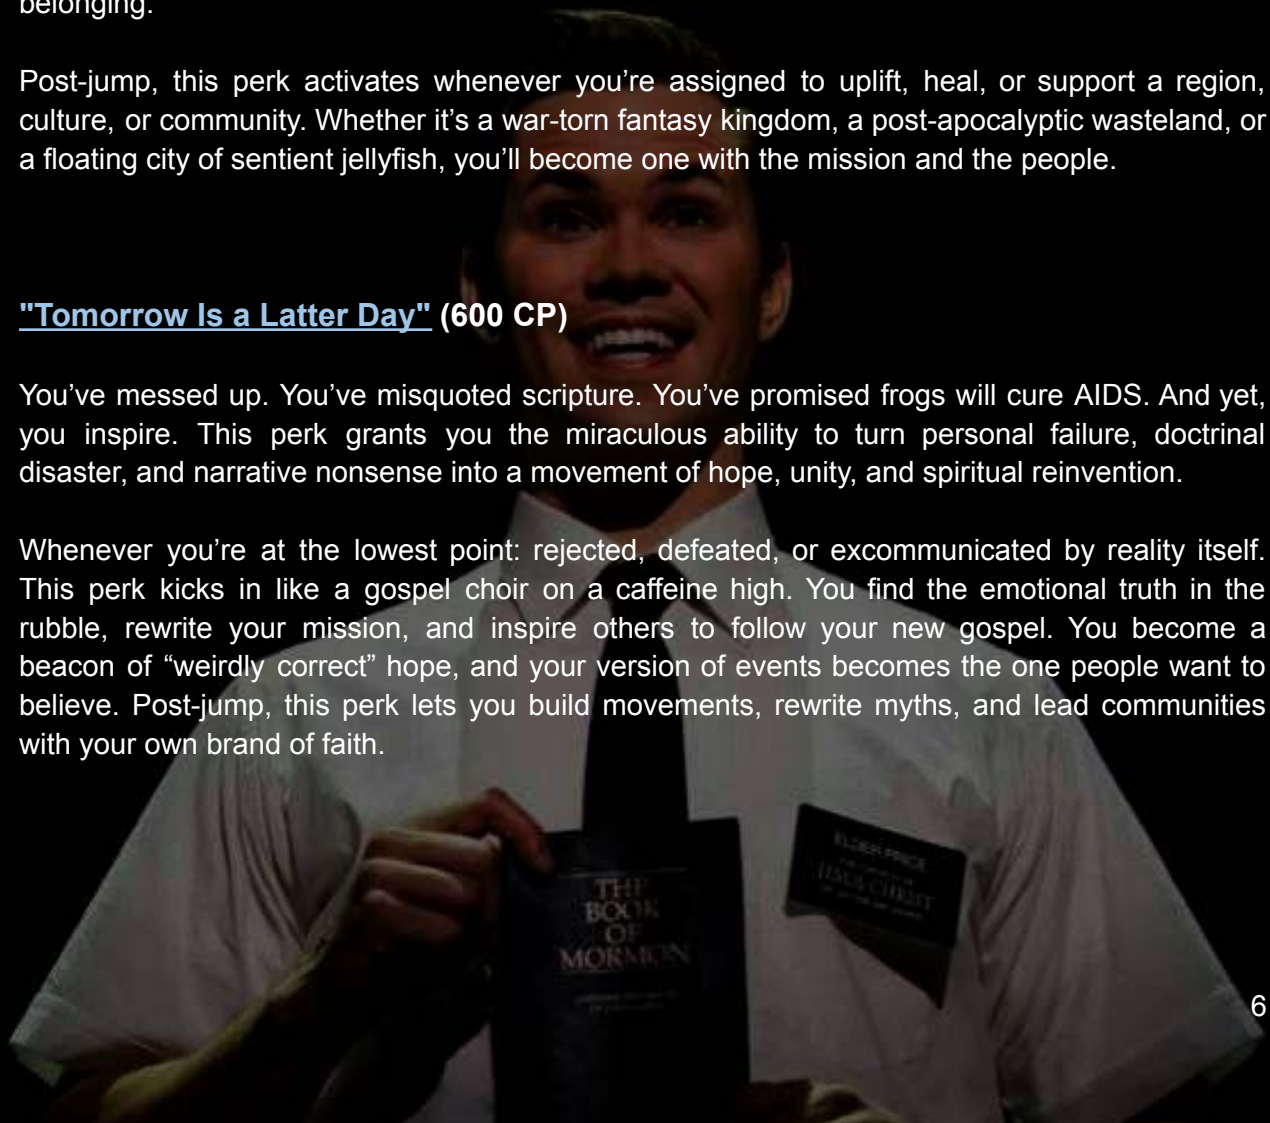 belonging.
Post-jump, this perk activates whenever you’re assigned to uplift, heal, or support a region,
culture, or community. Whether it’s a war-torn fantasy kingdom, a post-apocalyptic wasteland, or
a floating city of sentient jellyfish, you’ll become one with the mission and the people.
"Tomorrow Is a Latter Day" (600 CP)
You’ve messed up. You’ve misquoted scripture. You’ve promised frogs will cure AIDS. And yet,
you inspire. This perk grants you the miraculous ability to turn personal failure, doctrinal
disaster, and narrative nonsense into a movement of hope, unity, and spiritual reinvention.
Whenever you’re at the lowest point: rejected, defeated, or excommunicated by reality itself.
This perk kicks in like a gospel choir on a caffeine high. You find the emotional truth in the
rubble, rewrite your mission, and inspire others to follow your new gospel. You become a
beacon of “weirdly correct” hope, and your version of events becomes the one people want to
believe. Post-jump, this perk lets you build movements, rewrite myths, and lead communities
with your own brand of faith.
ELDER PRICE
JESUS CHRIST
THE
BOOK
OF
MORMON
6